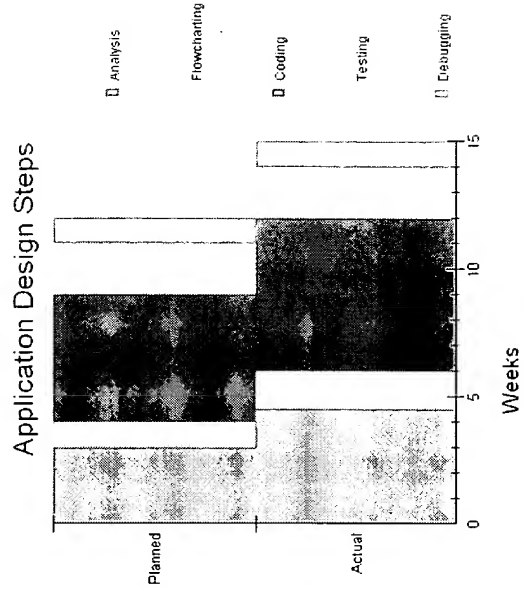 Application Design Steps
Planned
Actual
0
5
10
15
Weeks
Analysis
Flowcharting
Coding
Testing
Debugging